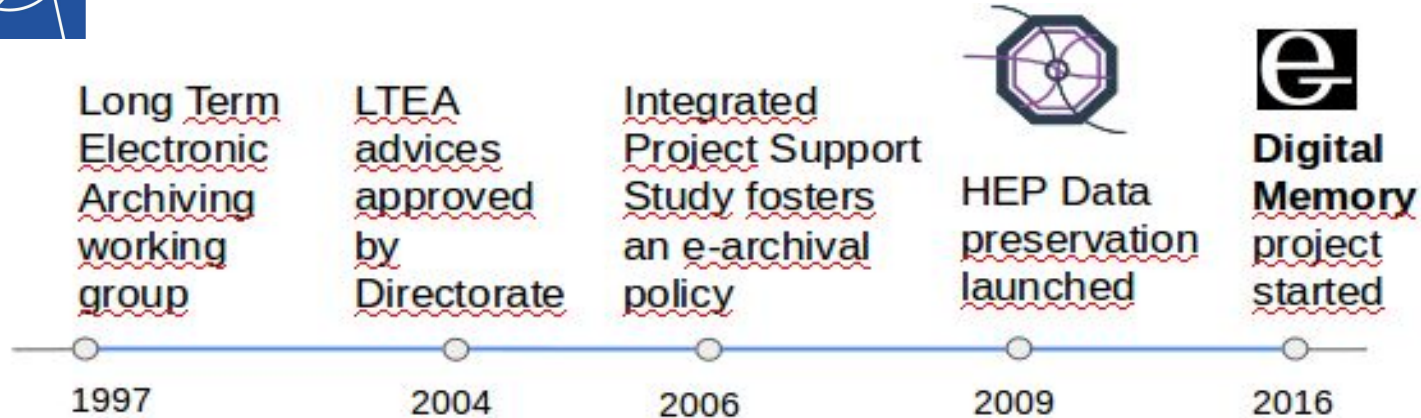 Long Term
Electronic
Archiving
working
group
LTEA
advices
approved
by
Directorate
Integrated
Project Support
Study fosters
an e-archival
policy
HEP Data
preservation
launched
e
Digital
Memory
project
started
1997
2004
2006
2009
2016